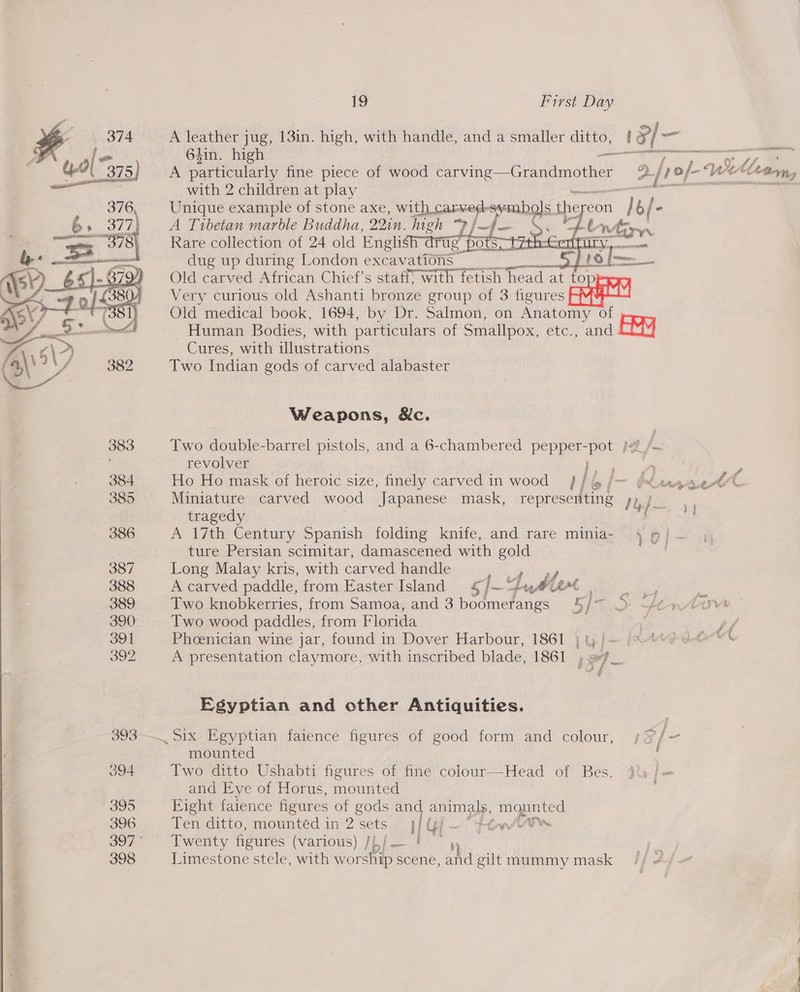 19 First Day
374 A leather jug, 13in. high, with handle, and a smaller ditto,
6½in. high
375 A particularly fine piece of wood carving—Grandmother
with 2 children at play
376 Unique example of stone axe, with carved symbols thereon 16/-
377 A Tibetan marble Buddha, 22in. high
378 Rare collection of 24 old English drug pots, 17th Century,
dug up during London excavations
379 Old carved African Chief's staff, with fetish head at top
380 Very curious old Ashanti bronze group of 3 figures
381 Old medical book, 1694, by Dr. Salmon, on Anatomy of
Human Bodies, with particulars of Smallpox, etc., and
Cures, with illustrations
382 Two Indian gods of carved alabaster
Weapons, &c.
383 Two double-barrel pistols, and a 6-chambered pepper-pot
revolver
384 Ho Ho mask of heroic size, finely carved in wood
385 Miniature carved wood Japanese mask, representing
tragedy
386 A 17th Century Spanish folding knife, and rare minia-
ture Persian scimitar, damascened with gold
387 Long Malay kris, with carved handle
388 A carved paddle, from Easter Island
389 Two knobkerries, from Samoa, and 3 boomerangs 5/-
390 Two wood paddles, from Florida
391 Phœnician wine jar, found in Dover Harbour, 1861
392 A presentation claymore, with inscribed blade, 1861
Egyptian and other Antiquities.
393 Six Egyptian faience figures of good form and colour,
mounted
394 Two ditto Ushabti figures of fine colour—Head of Bes,
and Eye of Horus, mounted
395 Eight faience figures of gods and animals, mounted
396 Ten ditto, mounted in 2 sets
397 Twenty figures (various)
398 Limestone stele, with worship scene, and gilt mummy mask